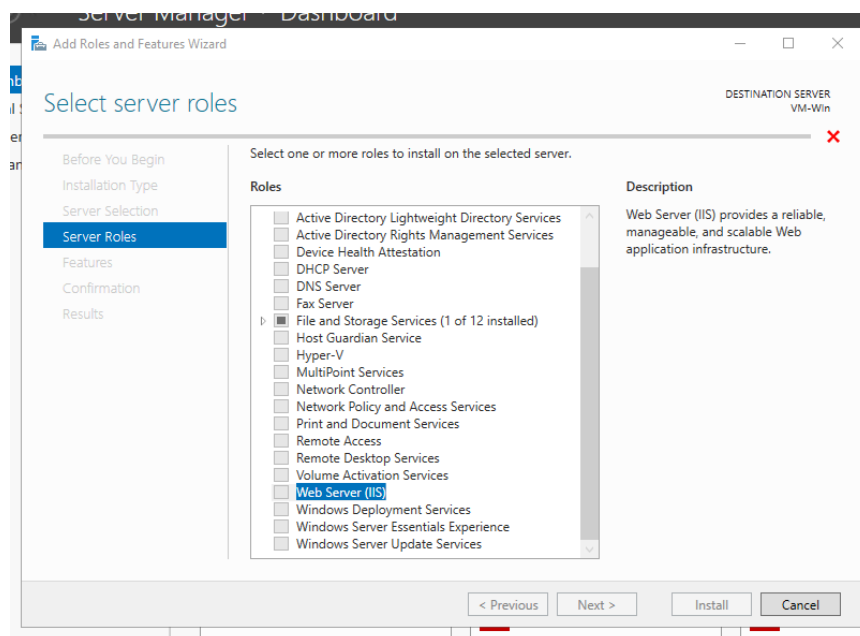 Server Manager · Dashboard
Add Roles and Features Wizard
Select server roles
DESTINATION SERVER
VM-Win
Before You Begin
Installation Type
Server Selection
Server Roles
Features
Confirmation
Results
Select one or more roles to install on the selected server.
Roles
Active Directory Lightweight Directory Services
Active Directory Rights Management Services
Device Health Attestation
DHCP Server
DNS Server
Fax Server
File and Storage Services (1 of 12 installed)
Host Guardian Service
Hyper-V
MultiPoint Services
Network Controller
Network Policy and Access Services
Print and Document Services
Remote Access
Remote Desktop Services
Volume Activation Services
Web Server (IIS)
Windows Deployment Services
Windows Server Essentials Experience
Windows Server Update Services
Description
Web Server (IIS) provides a reliable,
manageable, and scalable Web
application infrastructure.
< Previous
Next >
Install
Cancel